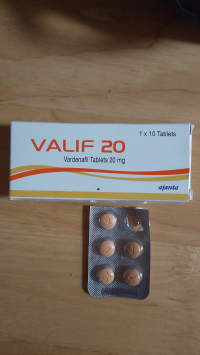 1 x 10 Tablets
VALIF 20
Vardenafil Tablets 20 mg
ajanta